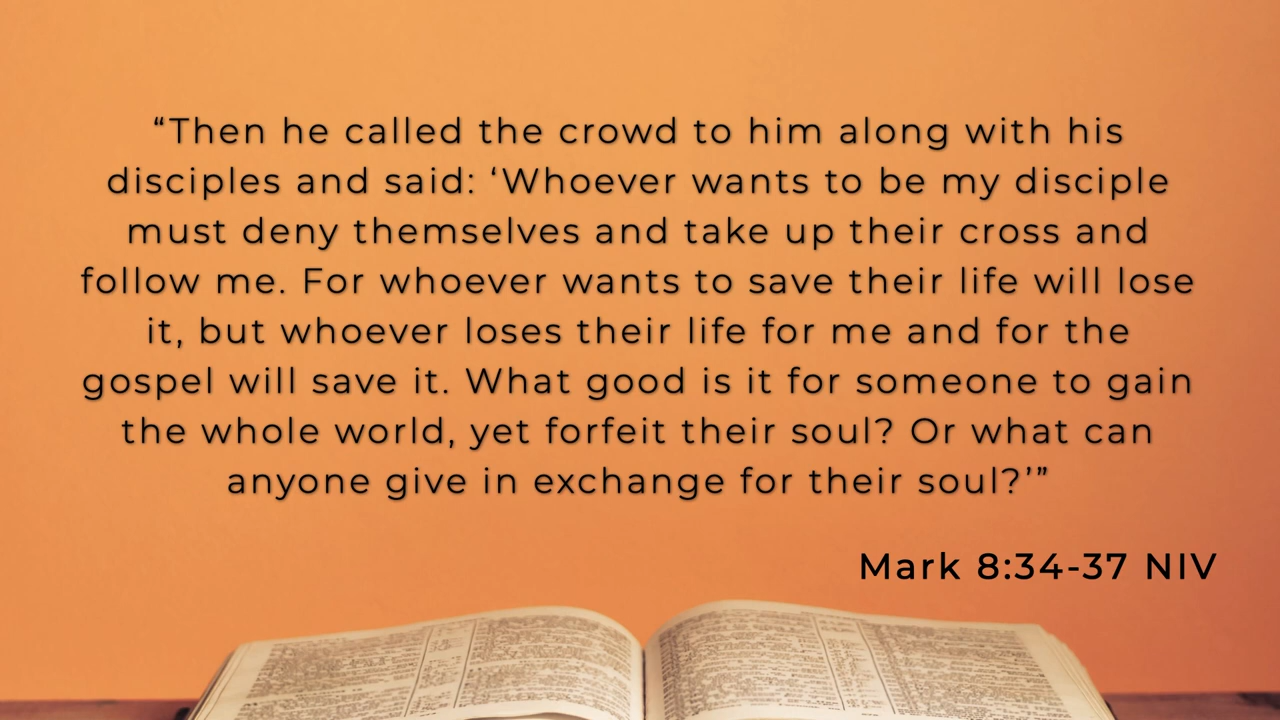 “Then he called the crowd to him along with his
disciples and said: ‘Whoever wants to be my disciple
must deny themselves and take up their cross and
follow me. For whoever wants to save their life will lose
it, but whoever loses their life for me and for the
gospel will save it. What good is it for someone to gain
the whole world, yet forfeit their soul? Or what can
anyone give in exchange for their soul?’”
Mark 8:34-37 NIV